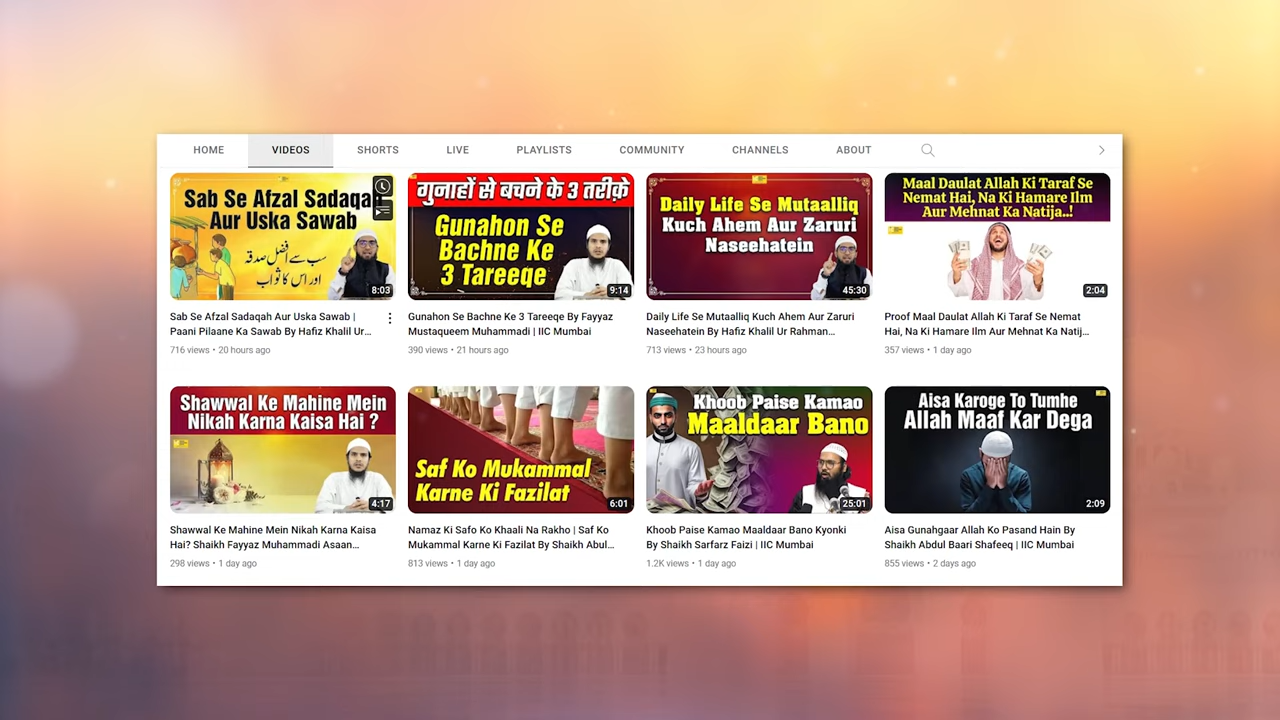 HOME VIDEOS SHORTS LIVE PLAYLISTS COMMUNITY CHANNELS ABOUT
Sab Se Afzal Sadaqah
Aur Uska Sawab
سب سے افضل صدقہ
اور اس کا ثواب
8:03
Sab Se Afzal Sadaqah Aur Uska Sawab |
Paani Pilaane Ka Sawab By Hafiz Khalil Ur...
716 views • 20 hours ago
गुनाहों से बचने के 3 तरीक़े
Gunahon Se
Bachne Ke
3 Tareeqe
9:14
Gunahon Se Bachne Ke 3 Tareeqe By Fayyaz
Mustaqueem Muhammadi | IIC Mumbai
390 views • 21 hours ago
Daily Life Se Mutaalliq
Kuch Ahem Aur Zaruri
Naseehatein
45:30
Daily Life Se Mutaalliq Kuch Ahem Aur Zaruri
Naseehatein By Hafiz Khalil Ur Rahman...
713 views • 23 hours ago
Maal Daulat Allah Ki Taraf Se
Nemat Hai, Na Ki Hamare Ilm
Aur Mehnat Ka Natija..!
2:04
Proof Maal Daulat Allah Ki Taraf Se Nemat
Hai, Na Ki Hamare Ilm Aur Mehnat Ka Natij...
357 views • 1 day ago
Shawwal Ke Mahine Mein
Nikah Karna Kaisa Hai ?
4:17
Shawwal Ke Mahine Mein Nikah Karna Kaisa
Hai? Shaikh Fayyaz Muhammadi Asaan...
298 views • 1 day ago
Saf Ko Mukammal
Karne Ki Fazilat
6:01
Namaz Ki Safo Ko Khaali Na Rakho | Saf Ko
Mukammal Karne Ki Fazilat By Shaikh Abul...
813 views • 1 day ago
Khoob Paise Kamao
Maaldaar Bano
25:01
Khoob Paise Kamao Maaldaar Bano Kyonki
By Shaikh Sarfarz Faizi | IIC Mumbai
1.2K views • 1 day ago
Aisa Karoge To Tumhe
Allah Maaf Kar Dega
2:09
Aisa Gunahgaar Allah Ko Pasand Hain By
Shaikh Abdul Baari Shafeeq | IIC Mumbai
855 views • 2 days ago